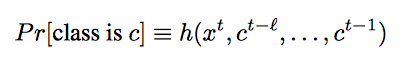 Pr[class is c] ≡ h(x^t, c^{t−ℓ}, . . . , c^{t−1})